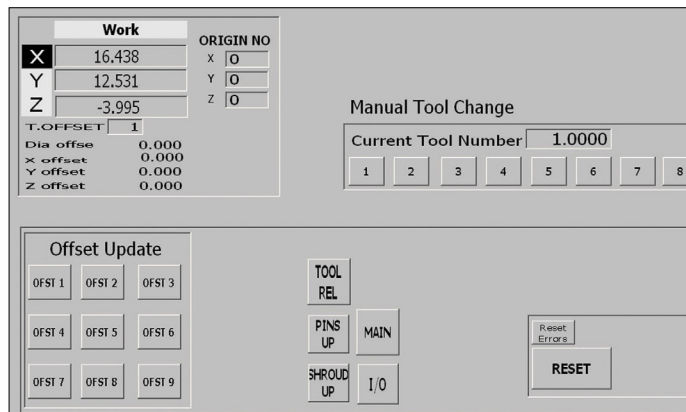 Work
ORIGIN NO
X 16.438
X 0
Y 12.531
Y 0
Z -3.995
Z 0
T.OFFSET 1
Dia offse 0.000
X offset 0.000
Y offset 0.000
Z offset 0.000
Manual Tool Change
Current Tool Number 1.0000
1 2 3 4 5 6 7 8
Offset Update
OFST 1 OFST 2 OFST 3
OFST 4 OFST 5 OFST 6
OFST 7 OFST 8 OFST 9
TOOL
REL
PINS
UP
MAIN
SHROUD
UP
I/O
Reset
Errors
RESET